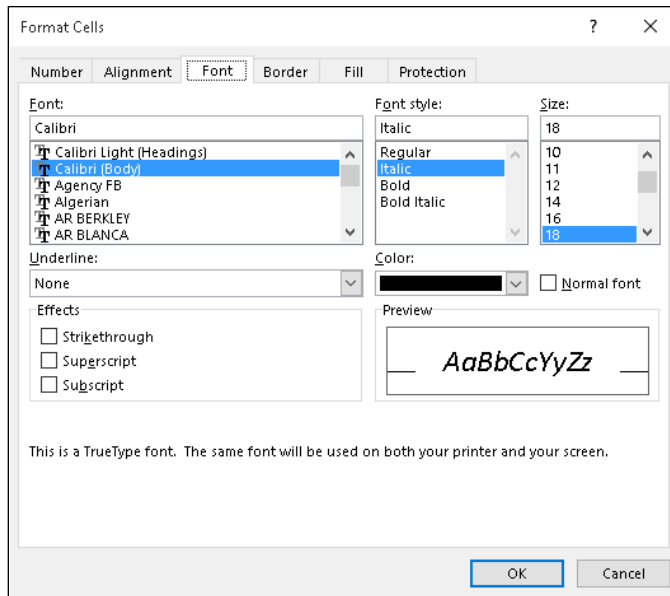 Format Cells ? X
Number Alignment Font Border Fill Protection
Font: Font style: Size:
Calibri Italic 18
Calibri Light (Headings) Regular 10
Calibri (Body) Italic 11
Agency FB Bold 12
Algerian Bold Italic 14
AR BERKLEY 16
AR BLANCA 18
Underline: Color:
None Normal font
Effects Preview
Strikethrough
Superscript AaBbCcYyZz
Subscript
This is a TrueType font. The same font will be used on both your printer and your screen.
OK Cancel